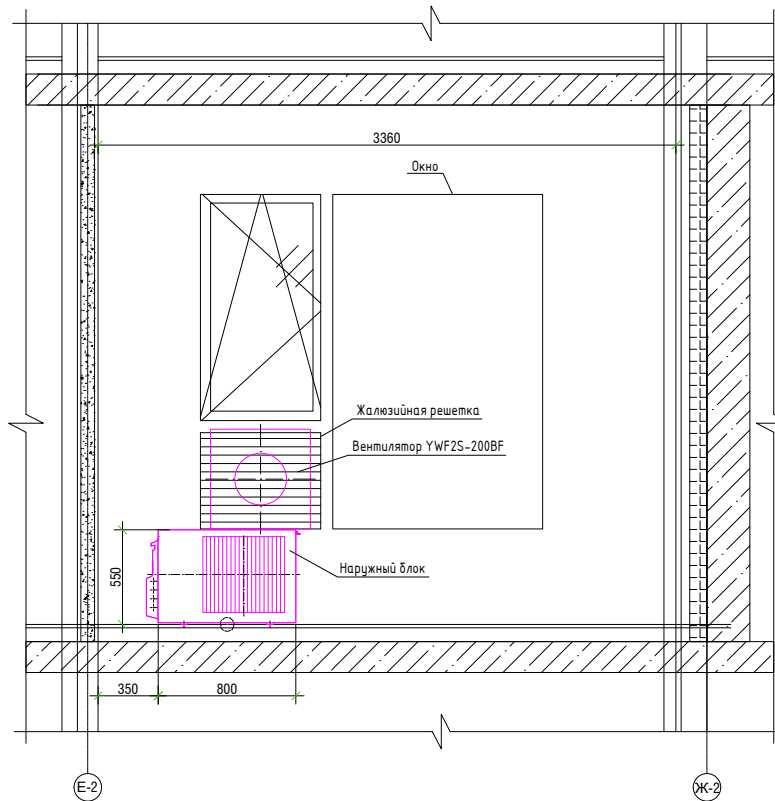 3360
Окно
Жалюзийная решетка
Вентилятор YWF2S-200BF
550
Наружный блок
350
800
Е-2
Ж-2